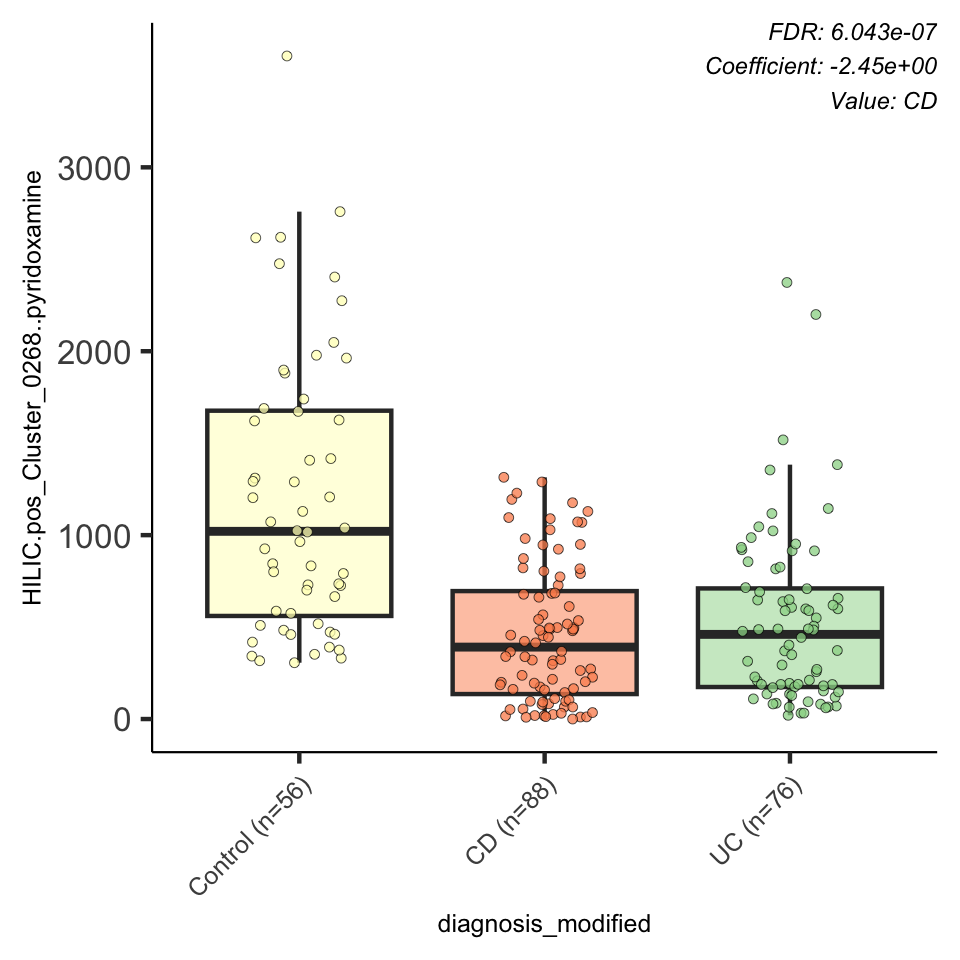 FDR: 6.043e-07
Coefficient: -2.45e+00
Value: CD
HILIC.pos_Cluster_0268..pyridoxamine
3000
2000
1000
0
Control (n=56)
CD (n=88)
UC (n=76)
diagnosis_modified